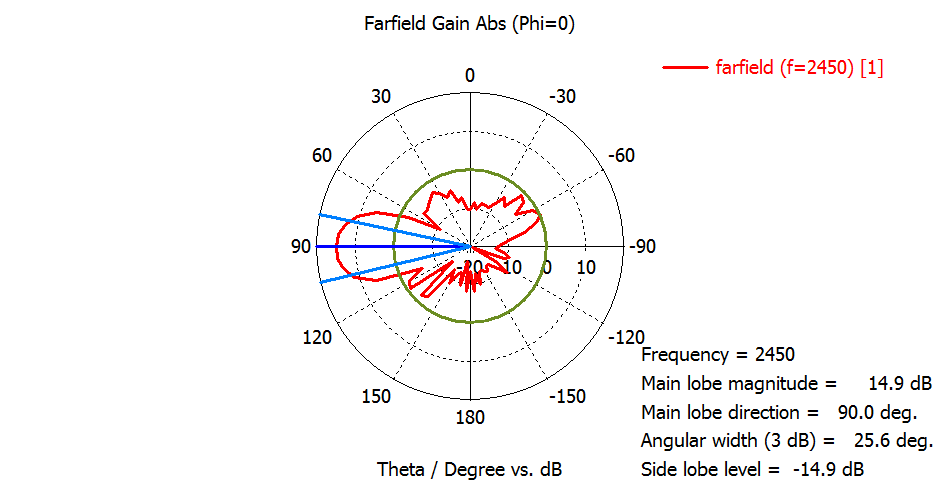 Farfield Gain Abs (Phi=0)
farfield (f=2450) [1]
0
30
-30
60
-60
90
-20
-10
0
10
-90
120
-120
150
-150
180
Frequency = 2450
Main lobe magnitude = 14.9 dB
Main lobe direction = 90.0 deg.
Angular width (3 dB) = 25.6 deg.
Side lobe level = -14.9 dB
Theta / Degree vs. dB